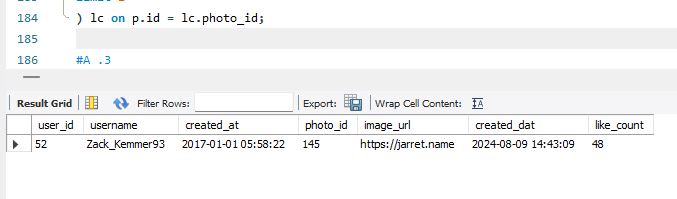 184 ) lc on p.id = lc.photo_id;
185
186 #A .3
Result Grid Filter Rows: Export: Wrap Cell Content: IA
user_id username created_at photo_id image_url created_dat like_count
52 Zack_Kemmer93 2017-01-01 05:58:22 145 https://jarret.name 2024-08-09 14:43:09 48